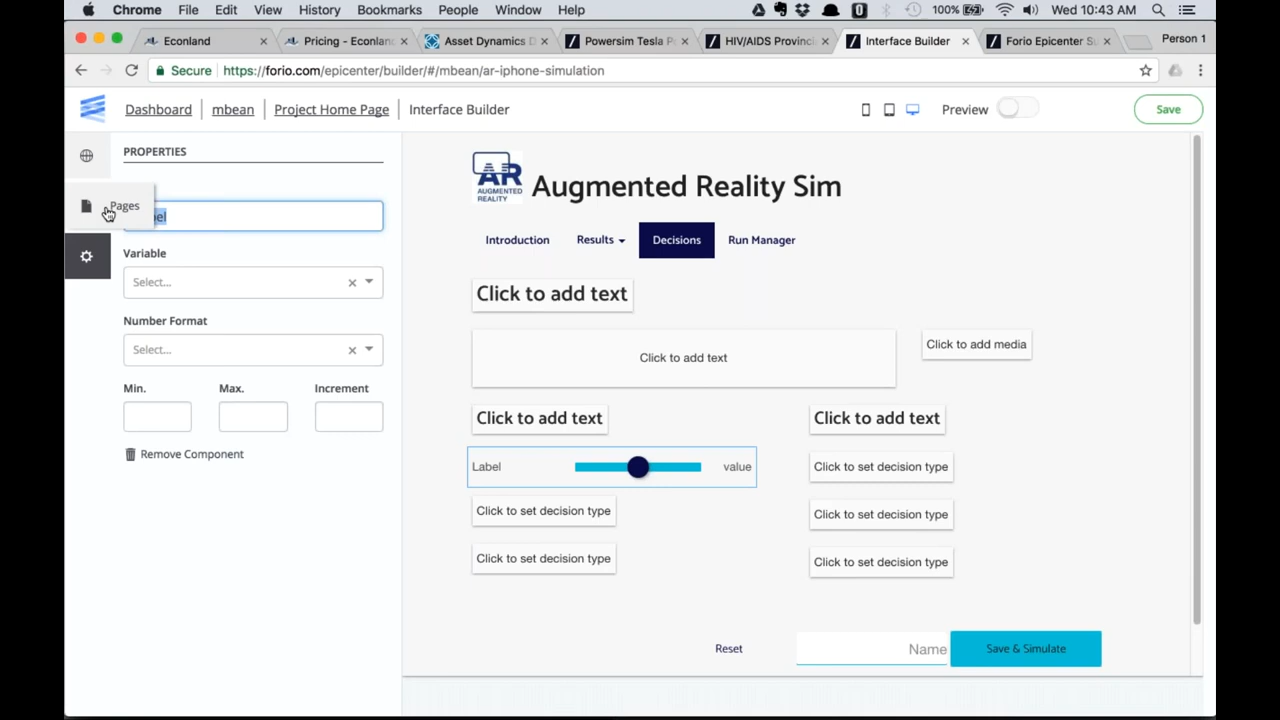 Chrome File Edit View History Bookmarks People Window Help 100% Wed 10:43 AM
Econland
Pricing - Econlanc
Asset Dynamics D
Powersim Tesla P
HIV/AIDS Provinci
Interface Builder
Forio Epicenter Su
Person 1
Secure https://forio.com/epicenter/builder/#/mbean/ar-iphone-simulation
Dashboard mbean Project Home Page Interface Builder Preview Save
PROPERTIES
Pages
AR
AUGMENTED
REALITY
Augmented Reality Sim
Introduction Results Decisions Run Manager
Variable
Select...
Number Format
Select...
Min. Max. Increment
Remove Component
Click to add text
Click to add text Click to add media
Click to add text Click to add text
Label value Click to set decision type
Click to set decision type Click to set decision type
Click to set decision type Click to set decision type
Reset Name Save & Simulate